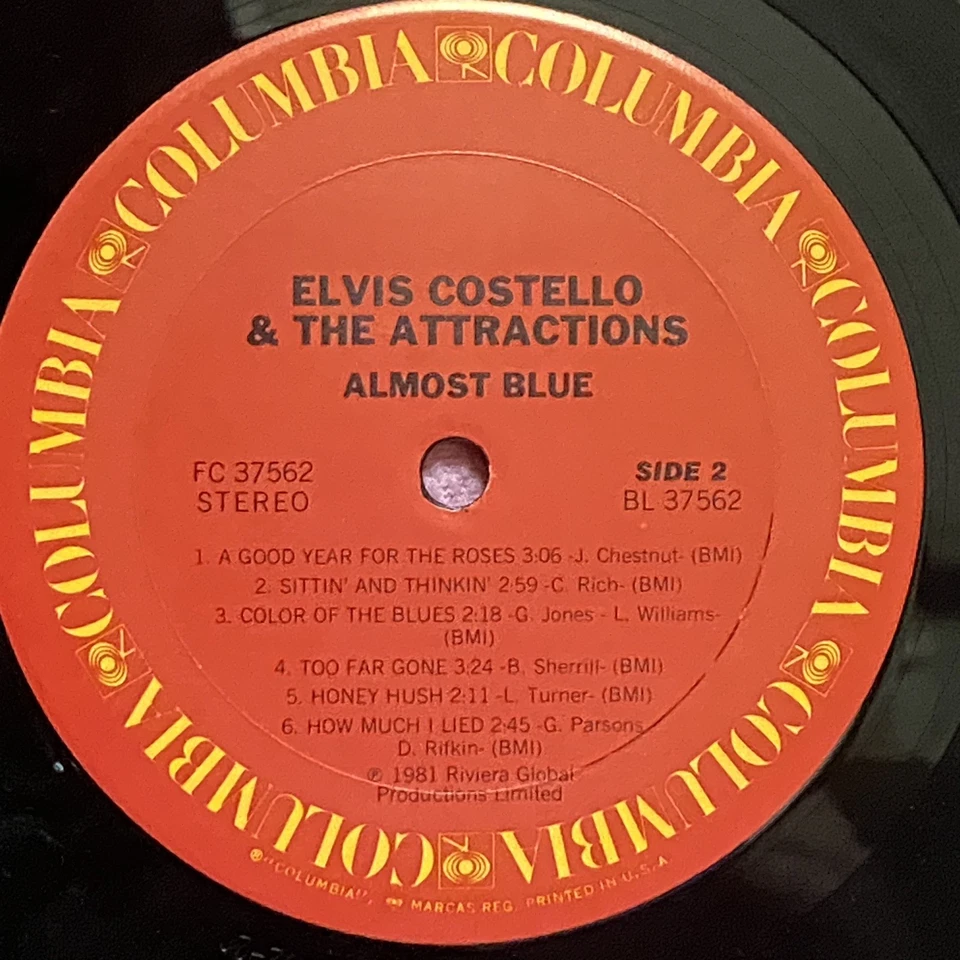 COLUMBIA COLUMBIA COLUMBIA COLUMBIA COLUMBIA COLUMBIA
ELVIS COSTELLO
& THE ATTRACTIONS
ALMOST BLUE
FC 37562
STEREO
SIDE 2
BL 37562
1. A GOOD YEAR FOR THE ROSES 3:06 -J. Chestnut- (BMI)
2. SITTIN' AND THINKIN' 2:59 -C. Rich- (BMI)
3. COLOR OF THE BLUES 2:18 -G. Jones - L. Williams-
(BMI)
4. TOO FAR GONE 3:24 -B. Sherrill- (BMI)
5. HONEY HUSH 2:11 -L. Turner- (BMI)
6. HOW MUCH I LIED 2:45 -G. Parsons
D. Rifkin- (BMI)
℗ 1981 Riviera Global
Productions Limited
® "COLUMBIA", MARCAS REG. PRINTED IN U.S.A